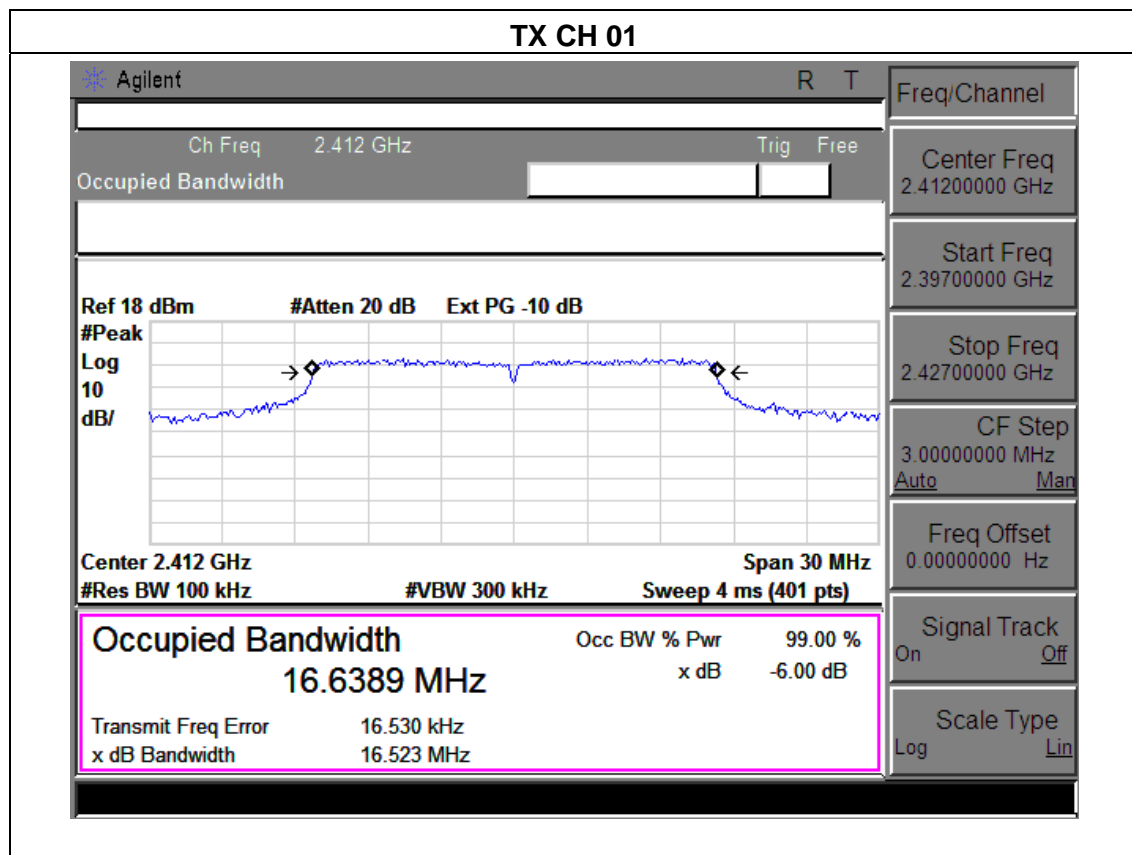 TX CH 01
Agilent R T
Ch Freq 2.412 GHz Trig Free
Occupied Bandwidth
Ref 18 dBm #Atten 20 dB Ext PG -10 dB
#Peak
Log
10
dB/
Center 2.412 GHz Span 30 MHz
#Res BW 100 kHz #VBW 300 kHz Sweep 4 ms (401 pts)
Occupied Bandwidth Occ BW % Pwr 99.00 %
16.6389 MHz x dB -6.00 dB
Transmit Freq Error 16.530 kHz
x dB Bandwidth 16.523 MHz
Freq/Channel
Center Freq
2.41200000 GHz
Start Freq
2.39700000 GHz
Stop Freq
2.42700000 GHz
CF Step
3.00000000 MHz
Auto Man
Freq Offset
0.00000000 Hz
Signal Track
On Off
Scale Type
Log Lin